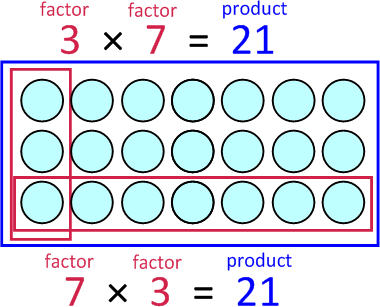 factor factor product
3 × 7 = 21
factor factor product
7 × 3 = 21